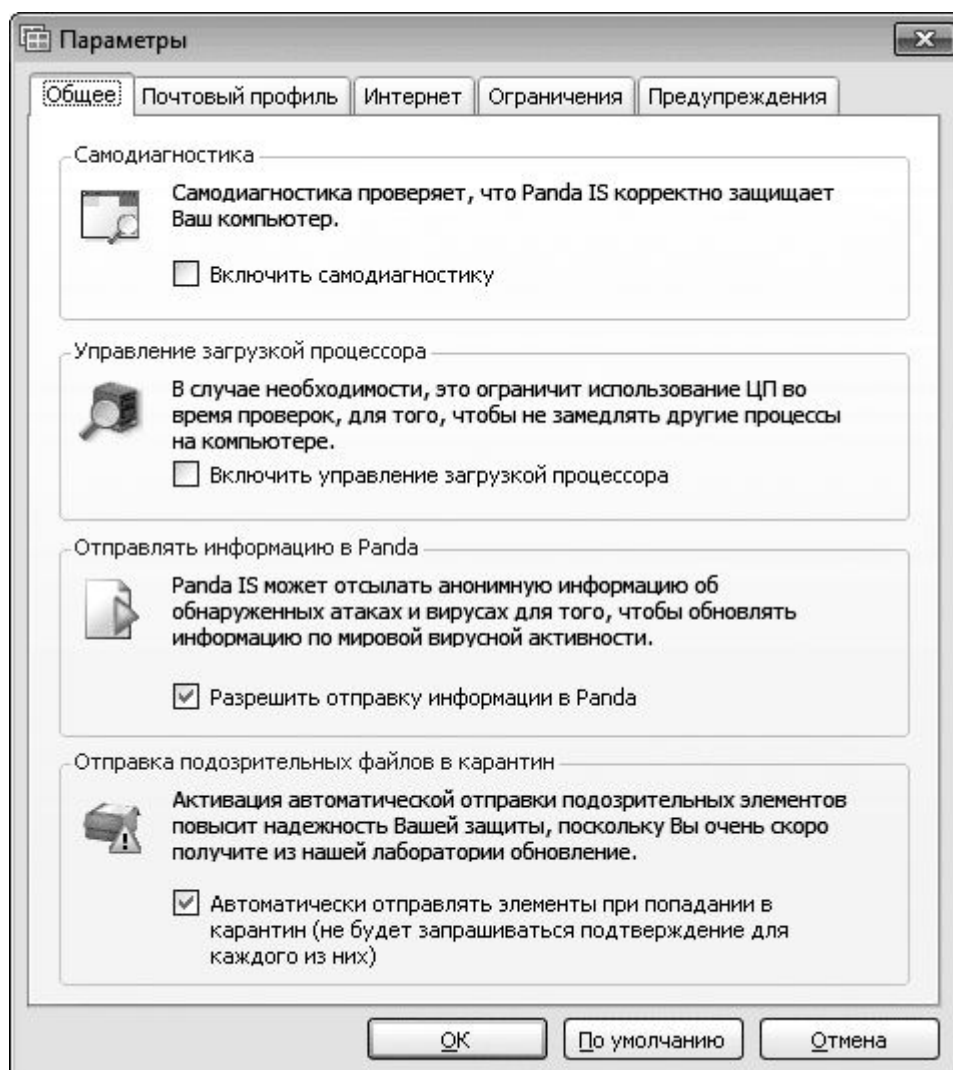 Параметры
Общее Почтовый профиль Интернет Ограничения Предупреждения
Самодиагностика
Самодиагностика проверяет, что Panda IS корректно защищает
Ваш компьютер.
Включить самодиагностику
Управление загрузкой процессора
В случае необходимости, это ограничит использование ЦП во
время проверок, для того, чтобы не замедлять другие процессы
на компьютере.
Включить управление загрузкой процессора
Отправлять информацию в Panda
Panda IS может отсылать анонимную информацию об
обнаруженных атаках и вирусах для того, чтобы обновлять
информацию по мировой вирусной активности.
Разрешить отправку информации в Panda
Отправка подозрительных файлов в карантин
Активация автоматической отправки подозрительных элементов
повысит надежность Вашей защиты, поскольку Вы очень скоро
получите из нашей лаборатории обновление.
Автоматически отправлять элементы при попадании в
карантин (не будет запрашиваться подтверждение для
каждого из них)
OK По умолчанию Отмена